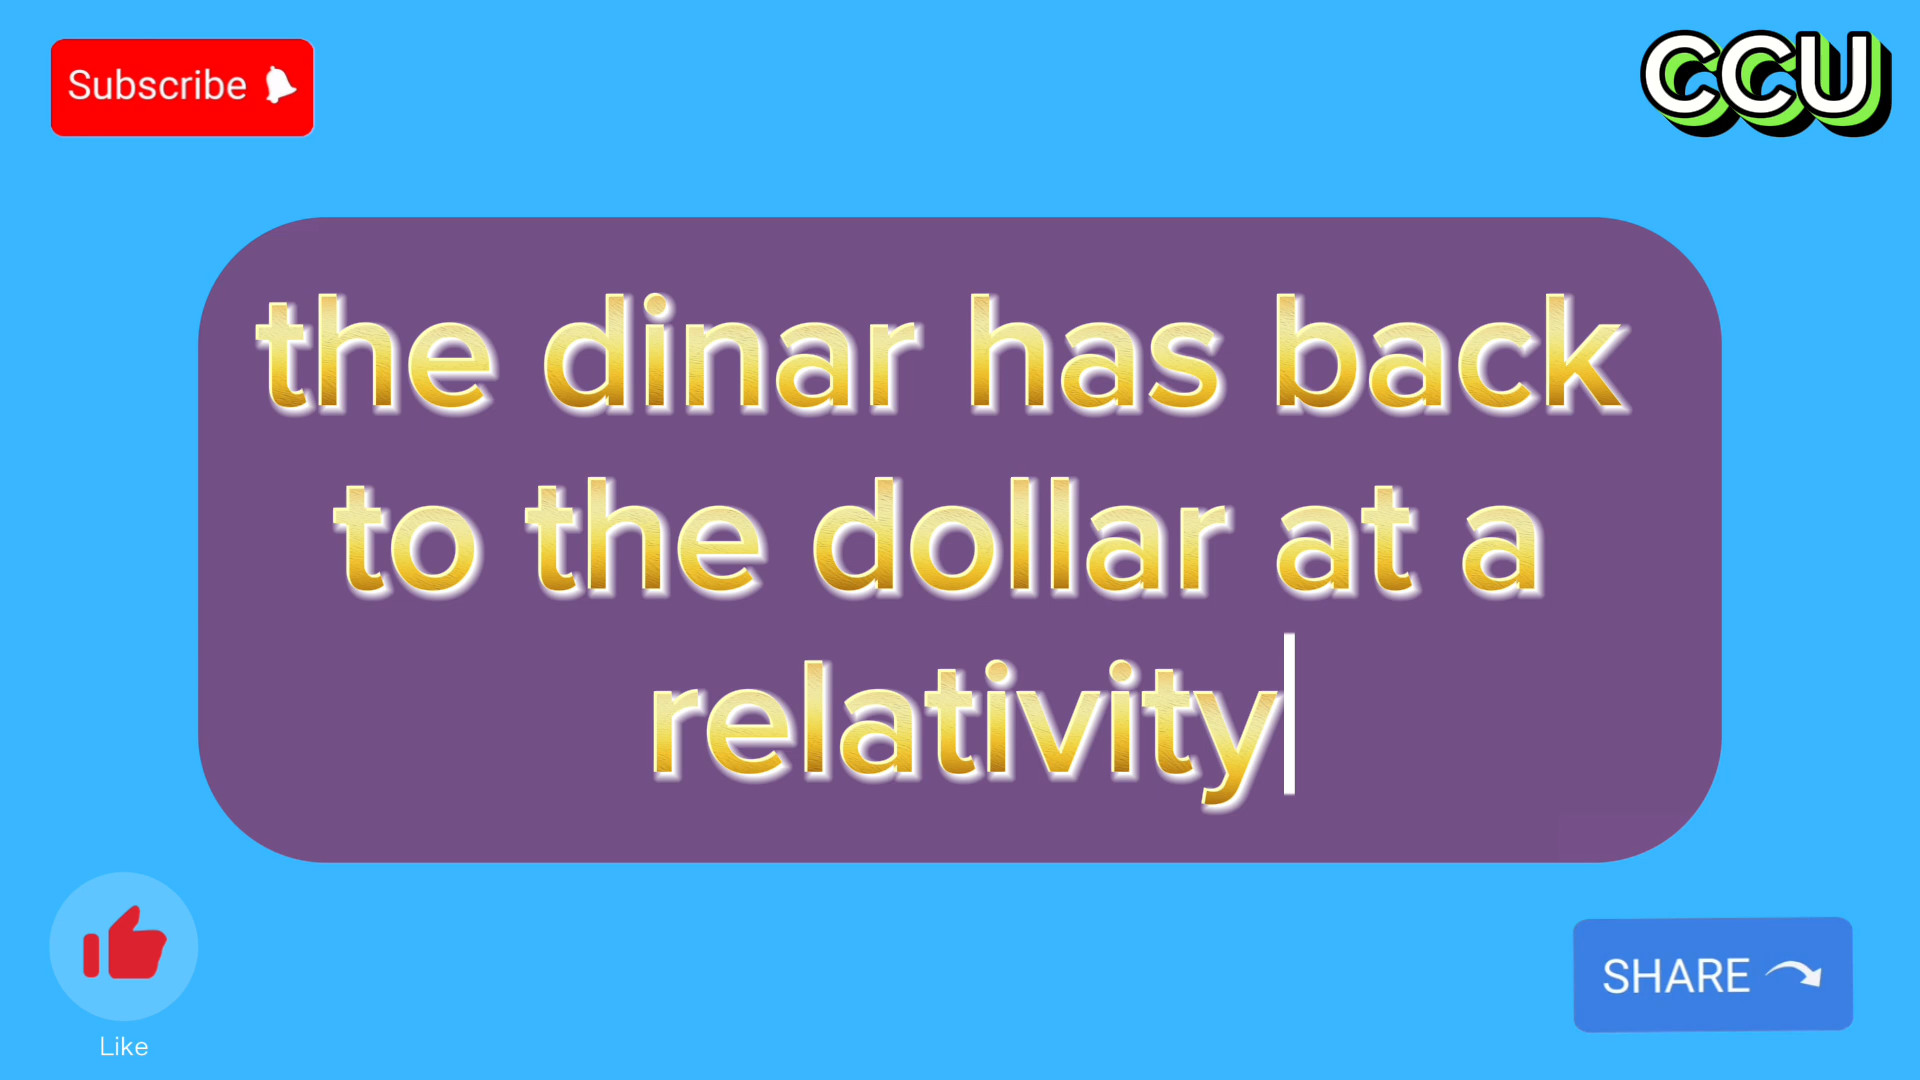 Subscribe
CCU
the dinar has back
to the dollar at a
relativity
Like
SHARE